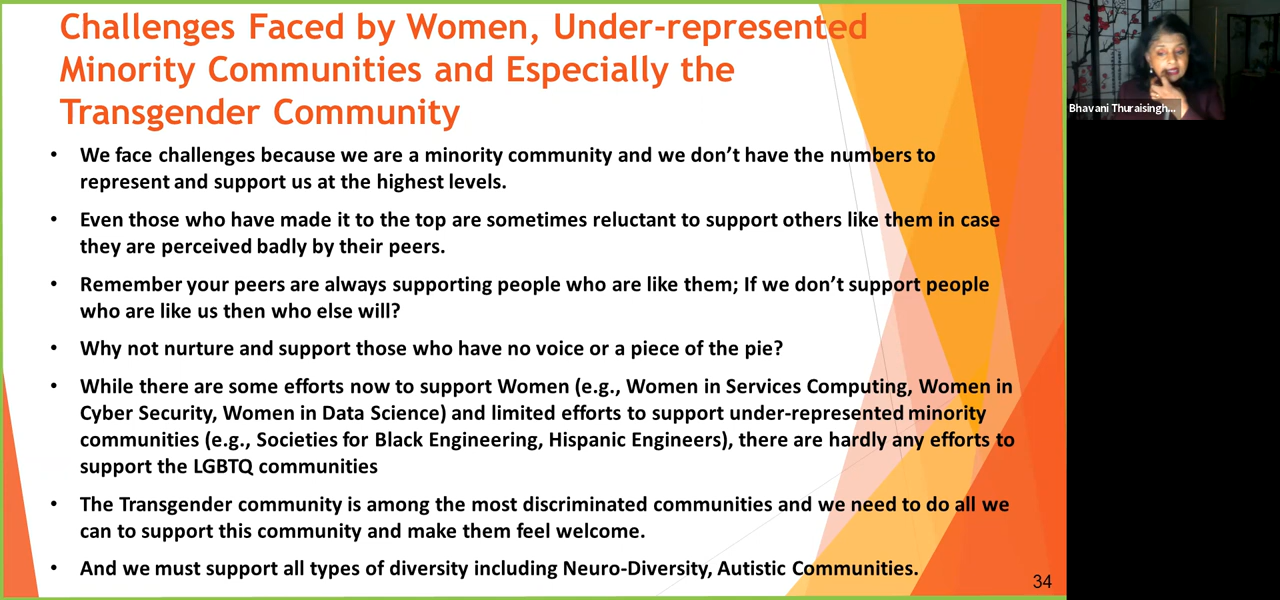 Challenges Faced by Women, Under-represented
Minority Communities and Especially the
Transgender Community
• We face challenges because we are a minority community and we don’t have the numbers to
represent and support us at the highest levels.
• Even those who have made it to the top are sometimes reluctant to support others like them in case
they are perceived badly by their peers.
• Remember your peers are always supporting people who are like them; If we don’t support people
who are like us then who else will?
• Why not nurture and support those who have no voice or a piece of the pie?
• While there are some efforts now to support Women (e.g., Women in Services Computing, Women in
Cyber Security, Women in Data Science) and limited efforts to support under-represented minority
communities (e.g., Societies for Black Engineering, Hispanic Engineers), there are hardly any efforts to
support the LGBTQ communities
• The Transgender community is among the most discriminated communities and we need to do all we
can to support this community and make them feel welcome.
• And we must support all types of diversity including Neuro-Diversity, Autistic Communities.
34
Bhavani Thuraisingh...